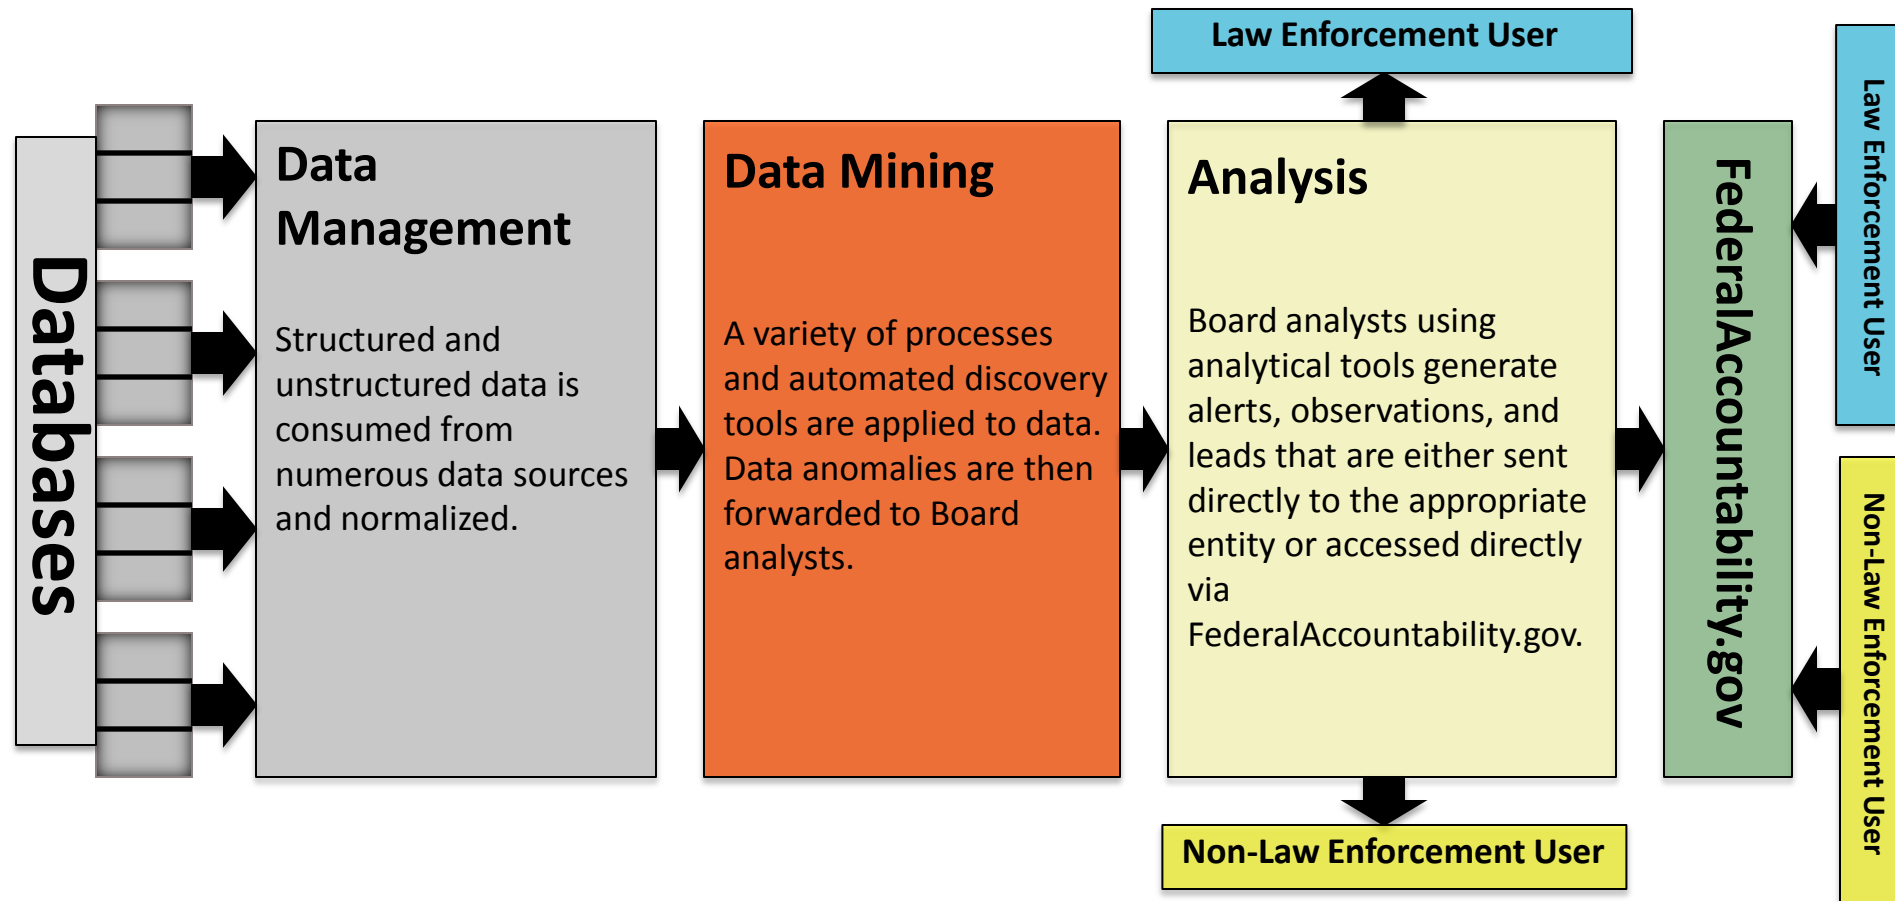 Law Enforcement User
Databases
Data
Management
Structured and
unstructured data is
consumed from
numerous data sources
and normalized.
Data Mining
A variety of processes
and automated discovery
tools are applied to data.
Data anomalies are then
forwarded to Board
analysts.
Analysis
Board analysts using
analytical tools generate
alerts, observations, and
leads that are either sent
directly to the appropriate
entity or accessed directly
via
FederalAccountability.gov.
FederalAccountability.gov
Law Enforcement User
Non-Law Enforcement User
Non-Law Enforcement User